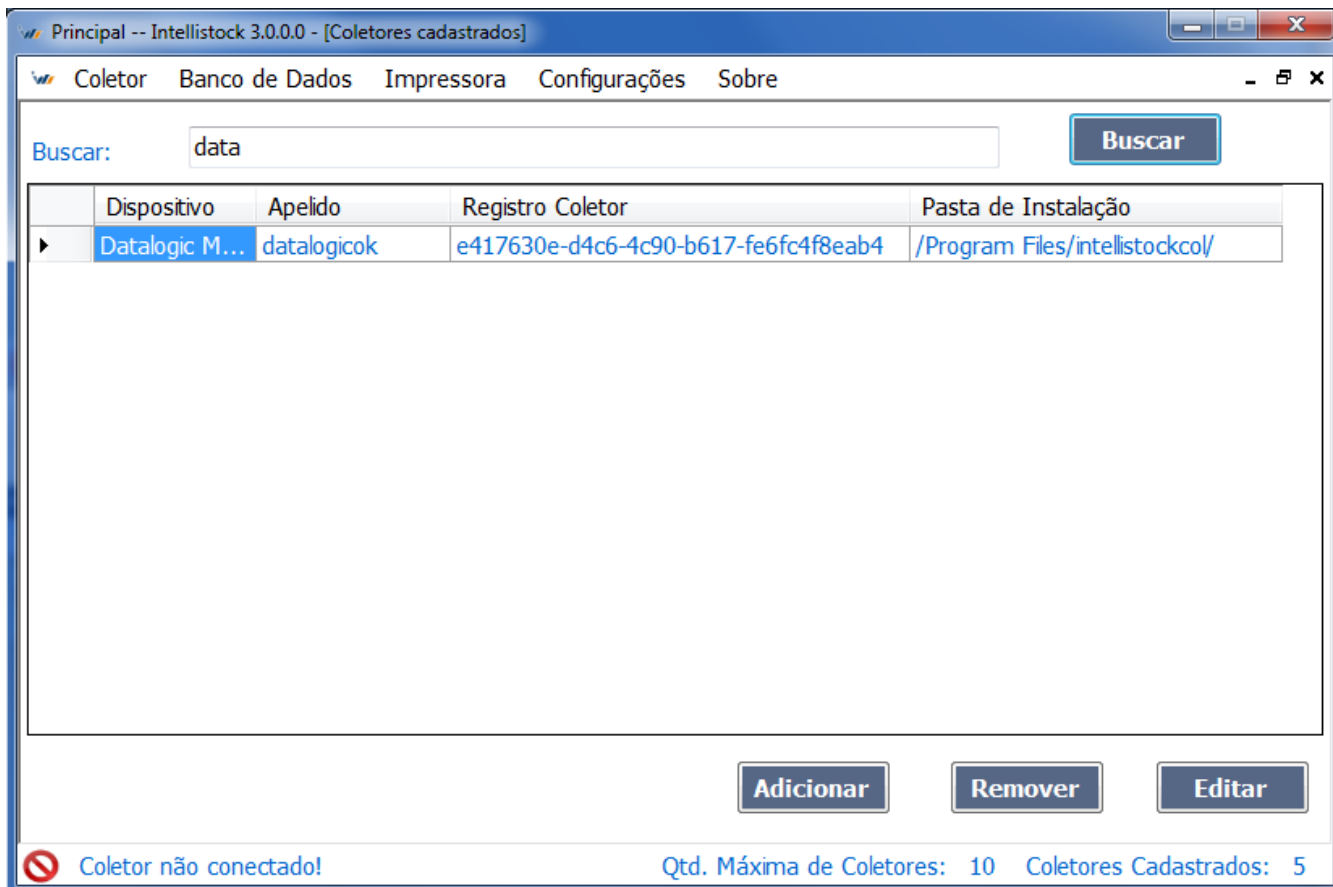 Principal -- Intellistock 3.0.0.0 - [Coletores cadastrados]
Coletor Banco de Dados Impressora Configurações Sobre
Buscar: data Buscar
Dispositivo Apelido Registro Coletor Pasta de Instalação
Datalogic M... datalogicok e417630e-d4c6-4c90-b617-fe6fc4f8eab4 /Program Files/intellistockcol/
Adicionar Remover Editar
Coletor não conectado! Qtd. Máxima de Coletores: 10 Coletores Cadastrados: 5